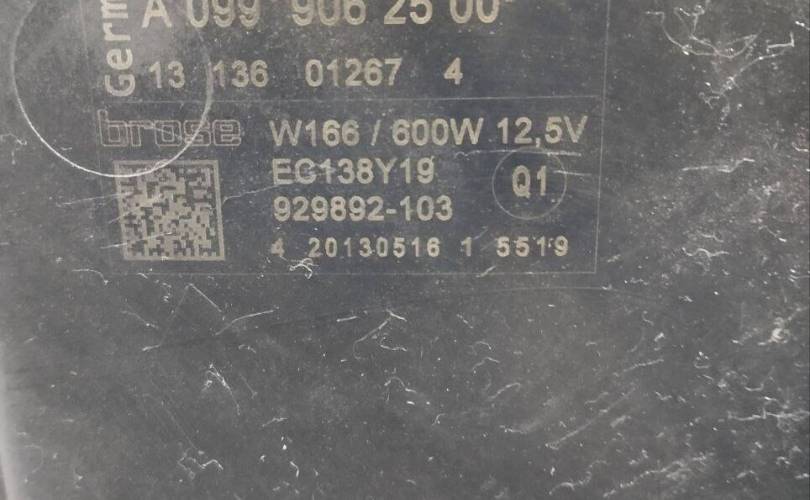 A 099 906 25 00
Germ
13 136 01267 4
brose W166 / 600W 12,5V
EC138Y19
Q1
929892-103
4 20130516 1 5519